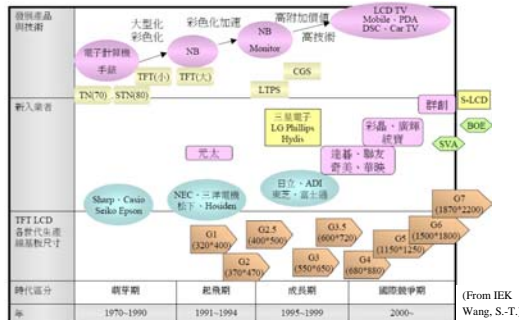 發展產品
與技術
大型化
彩色化
彩色化加速
高附加價值
高技術
電子計算機
手錶
NB
NB
Monitor
LCD TV
Mobile、PDA
DSC、Car TV
TFT(小)
TFT(大)
CGS
TN(70)
STN(80)
LTPS
新入業者
三星電子
LG Phillips
Hydis
群創
S-LCD
彩晶、廣輝
統寶
BOE
SVA
元太
達碁、聯友
奇美、華映
Sharp、Casio
Seiko Epson
NEC、三洋電機
松下、Hosiden
日立、ADI
東芝、富士通
TFT LCD
各世代生產
線基板尺寸
G1
(320*400)
G2
(370*470)
G2.5
(400*500)
G3
(550*650)
G3.5
(600*720)
G4
(680*880)
G5
(1150*1250)
G6
(1500*1800)
G7
(1870*2200)
時代區分
萌芽期
起飛期
成長期
國際競爭期
年
1970~1990
1991~1994
1995~1999
2000~
(From IEK
Wang, S.-T.